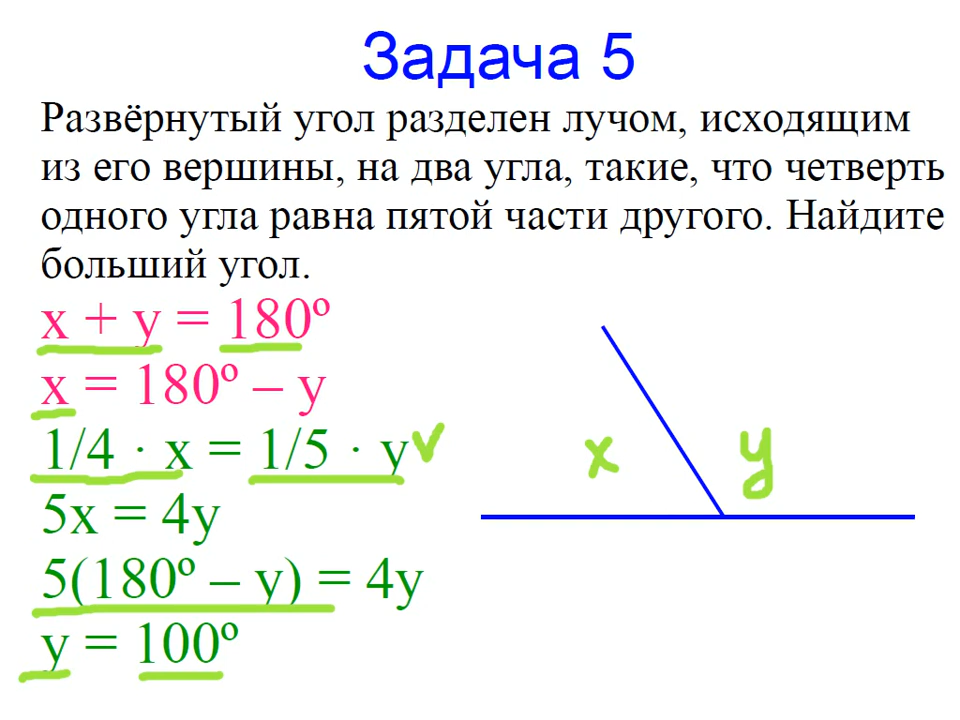 Задача 5
Развёрнутый угол разделен лучом, исходящим
из его вершины, на два угла, такие, что четверть
одного угла равна пятой части другого. Найдите
больший угол.
x + y = 180º
x = 180º – y
1/4 · x = 1/5 · y
5x = 4y
5(180º – y) = 4y
y = 100º
x y